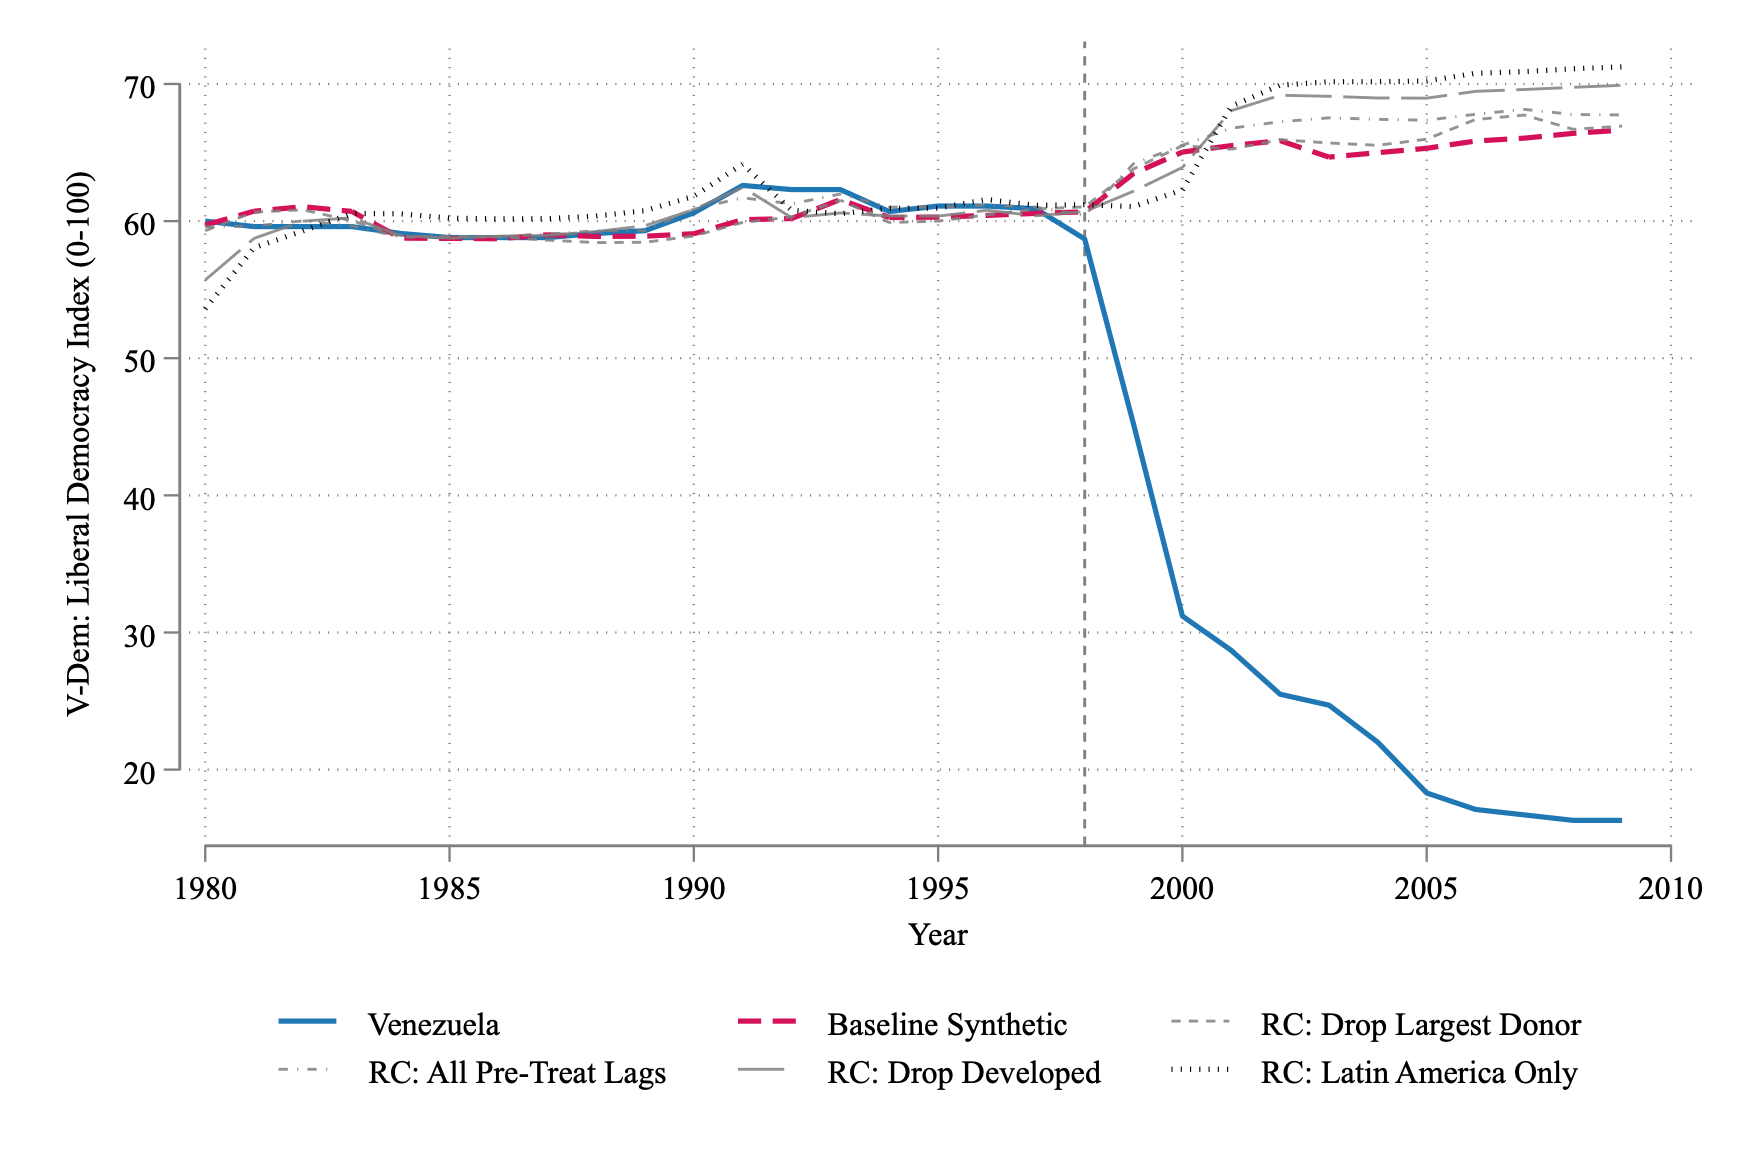 V-Dem: Liberal Democracy Index (0-100)
70
60
50
40
30
20
1980 1985 1990 1995 2000 2005 2010
Year
Venezuela Baseline Synthetic RC: Drop Largest Donor
RC: All Pre-Treat Lags RC: Drop Developed RC: Latin America Only